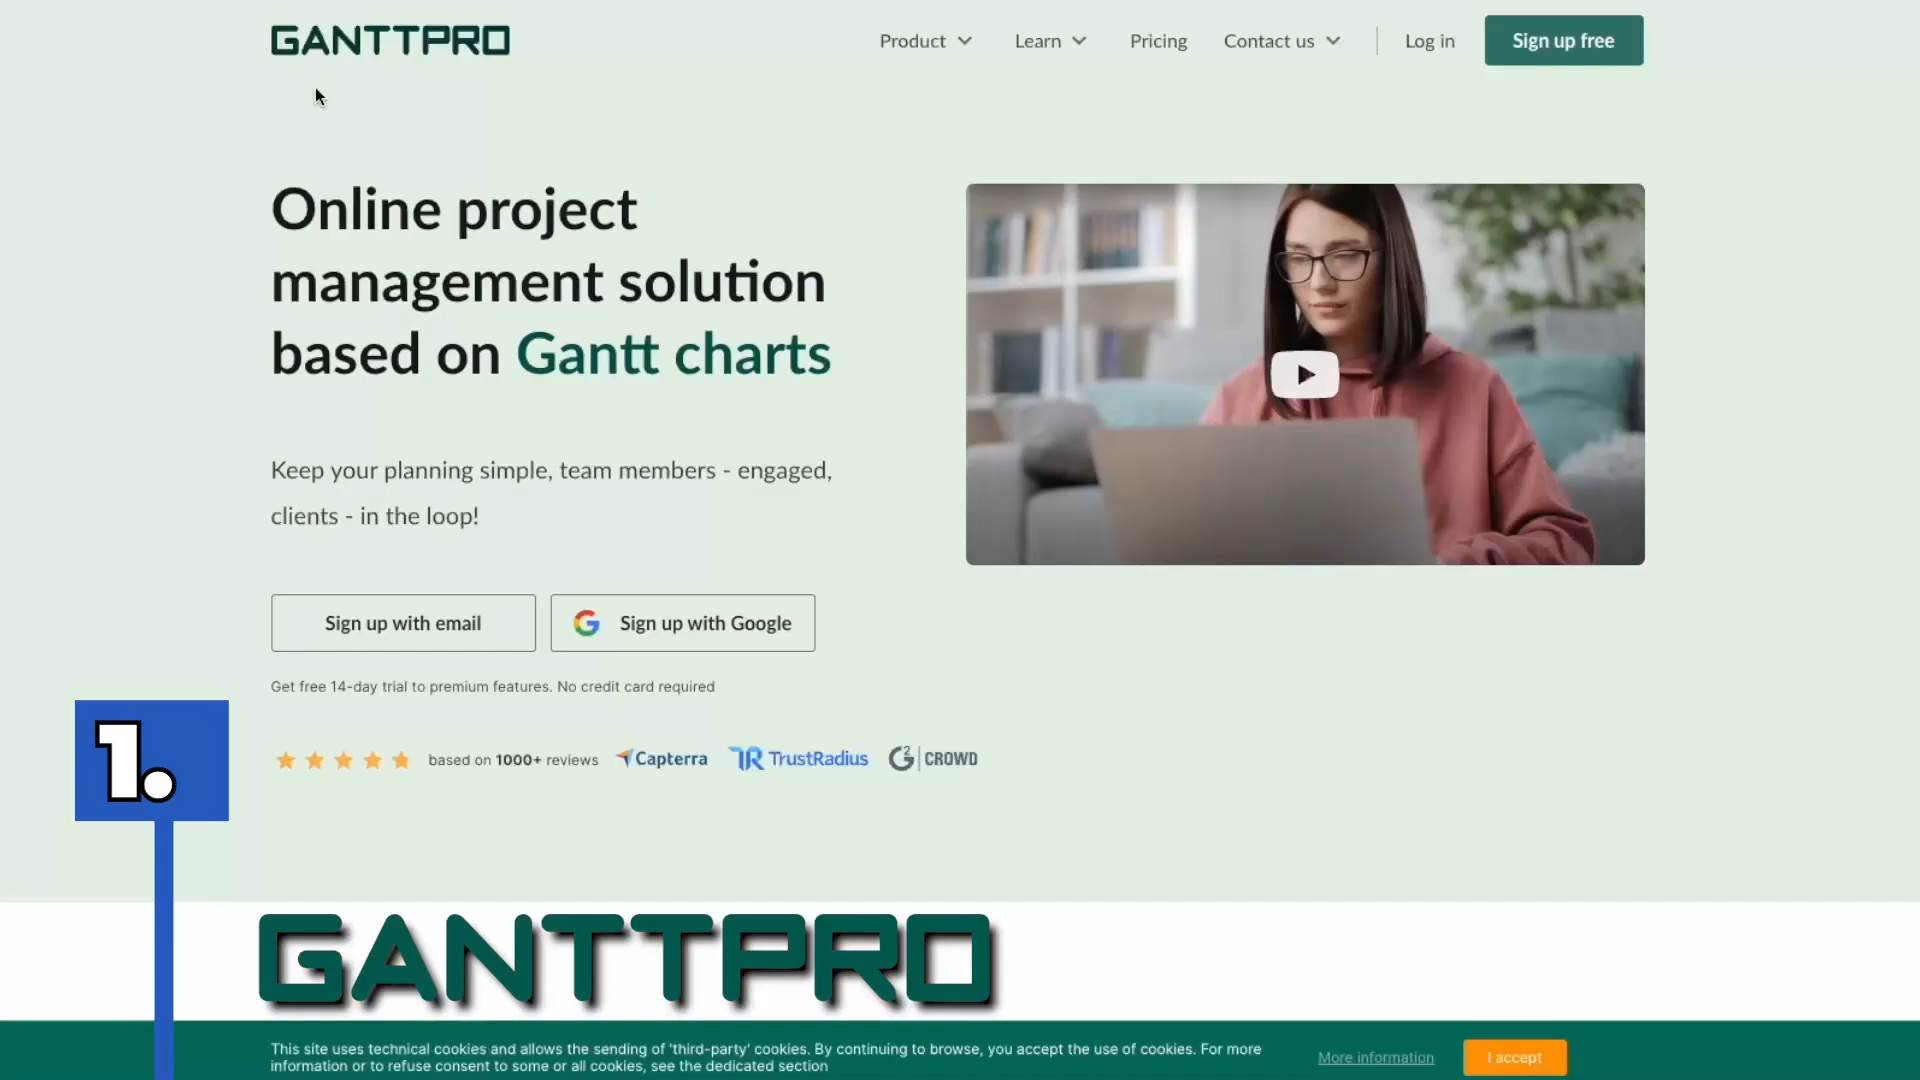 GANTTPRO
Product
Learn
Pricing
Contact us
Log in
Sign up free
Online project
management solution
based on Gantt charts
Keep your planning simple, team members - engaged,
clients - in the loop!
Sign up with email
Sign up with Google
Get free 14-day trial to premium features. No credit card required
based on 1000+ reviews
Capterra
TrustRadius
G2 CROWD
1.
GANTTPRO
This site uses technical cookies and allows the sending of 'third-party' cookies. By continuing to browse, you accept the use of cookies. For more
information or to refuse consent to some or all cookies, see the dedicated section
More information
I accept